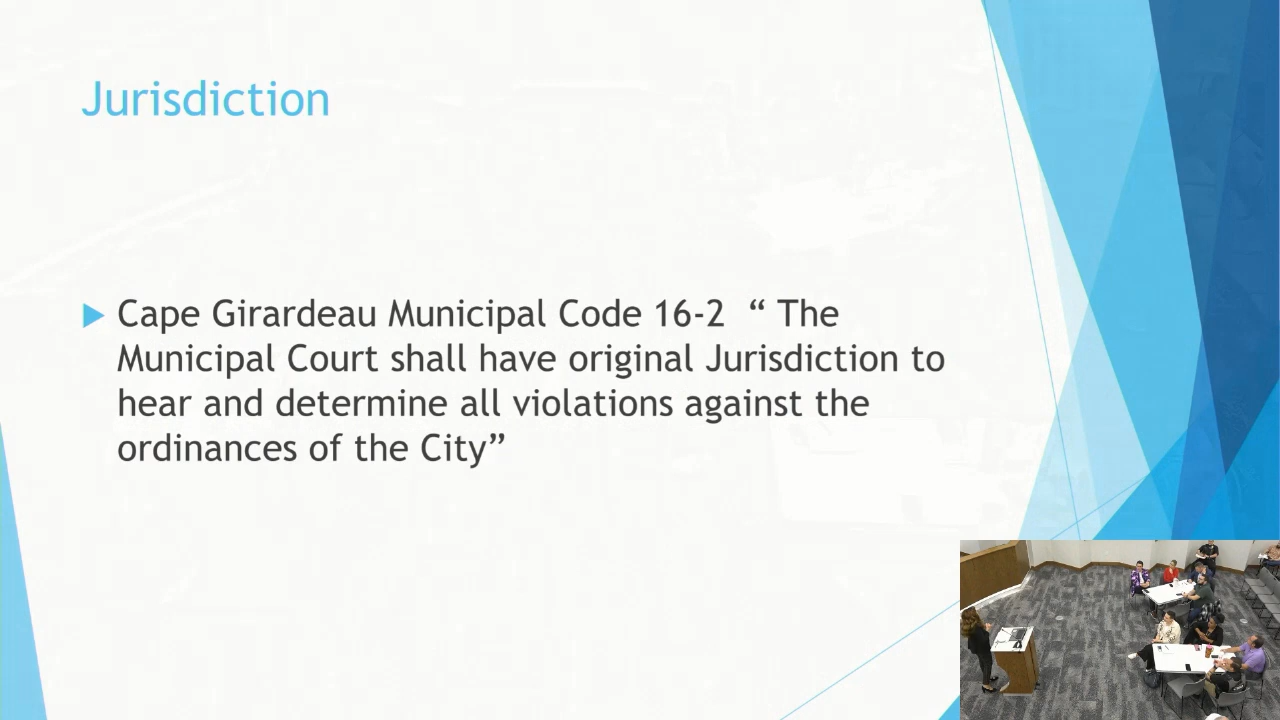 Jurisdiction
Cape Girardeau Municipal Code 16-2  “ The
Municipal Court shall have original Jurisdiction to
hear and determine all violations against the
ordinances of the City”